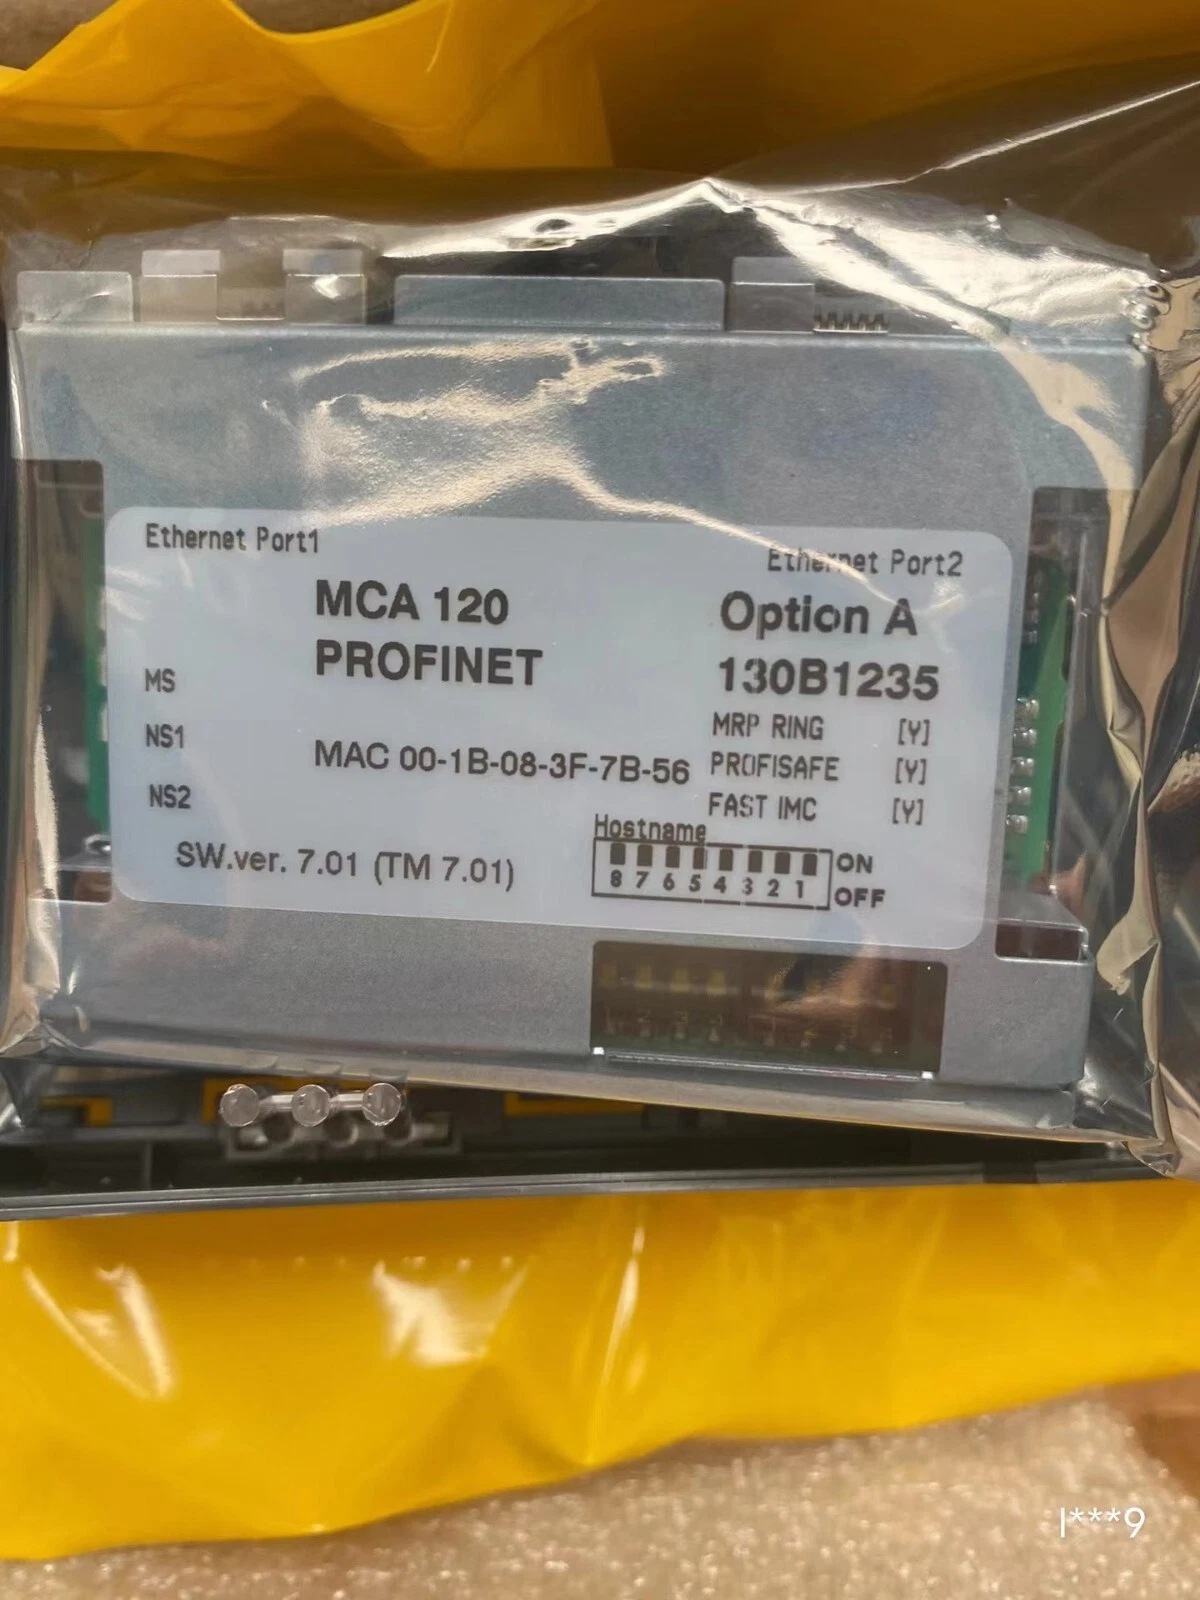 Ethernet Port1
Ethernet Port2
MCA 120
Option A
PROFINET
130B1235
MS
MRP RING [Y]
NS1
MAC 00-1B-08-3F-7B-56
PROFISAFE [Y]
NS2
FAST IMC [Y]
Hostname
SW.ver. 7.01 (TM 7.01)
ON
8 7 6 5 4 3 2 1
OFF
l***9